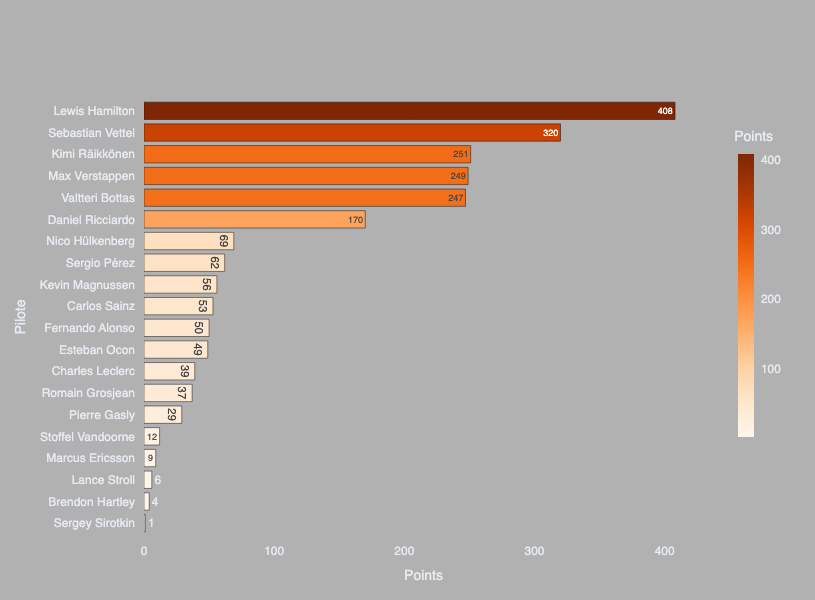 Lewis Hamilton 408
Sebastian Vettel 320
Kimi Räikkönen 251
Max Verstappen 249
Valtteri Bottas 247
Daniel Ricciardo 170
Nico Hülkenberg 69
Sergio Pérez 62
Kevin Magnussen 56
Carlos Sainz 53
Fernando Alonso 50
Esteban Ocon 49
Charles Leclerc 39
Romain Grosjean 37
Pierre Gasly 29
Stoffel Vandoorne 12
Marcus Ericsson 9
Lance Stroll 6
Brendon Hartley 4
Sergey Sirotkin 1
0 100 200 300 400
Points
Pilote
Points
400
300
200
100